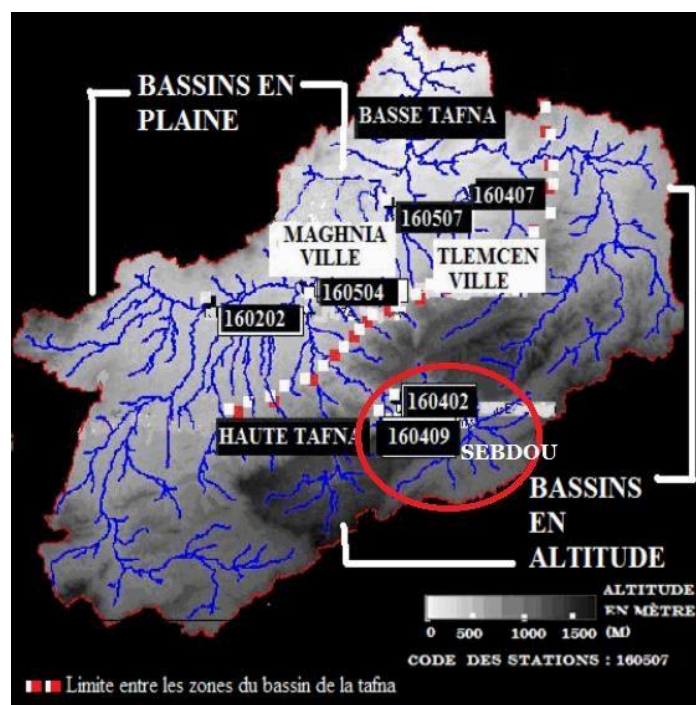 BASSINS EN
PLAINE
BASSE TAFNA
160407
160507
MAGHNIA
VILLE
TLEMCEN
VILLE
160504
160202
160402
HAUTE TAFNA
160409
SEBDOU
BASSINS
EN
ALTITUDE
ALTITUDE
EN MÈTRE
(M)
0 500 1000 1500
CODE DES STATIONS : 160507
Limite entre les zones du bassin de la tafna